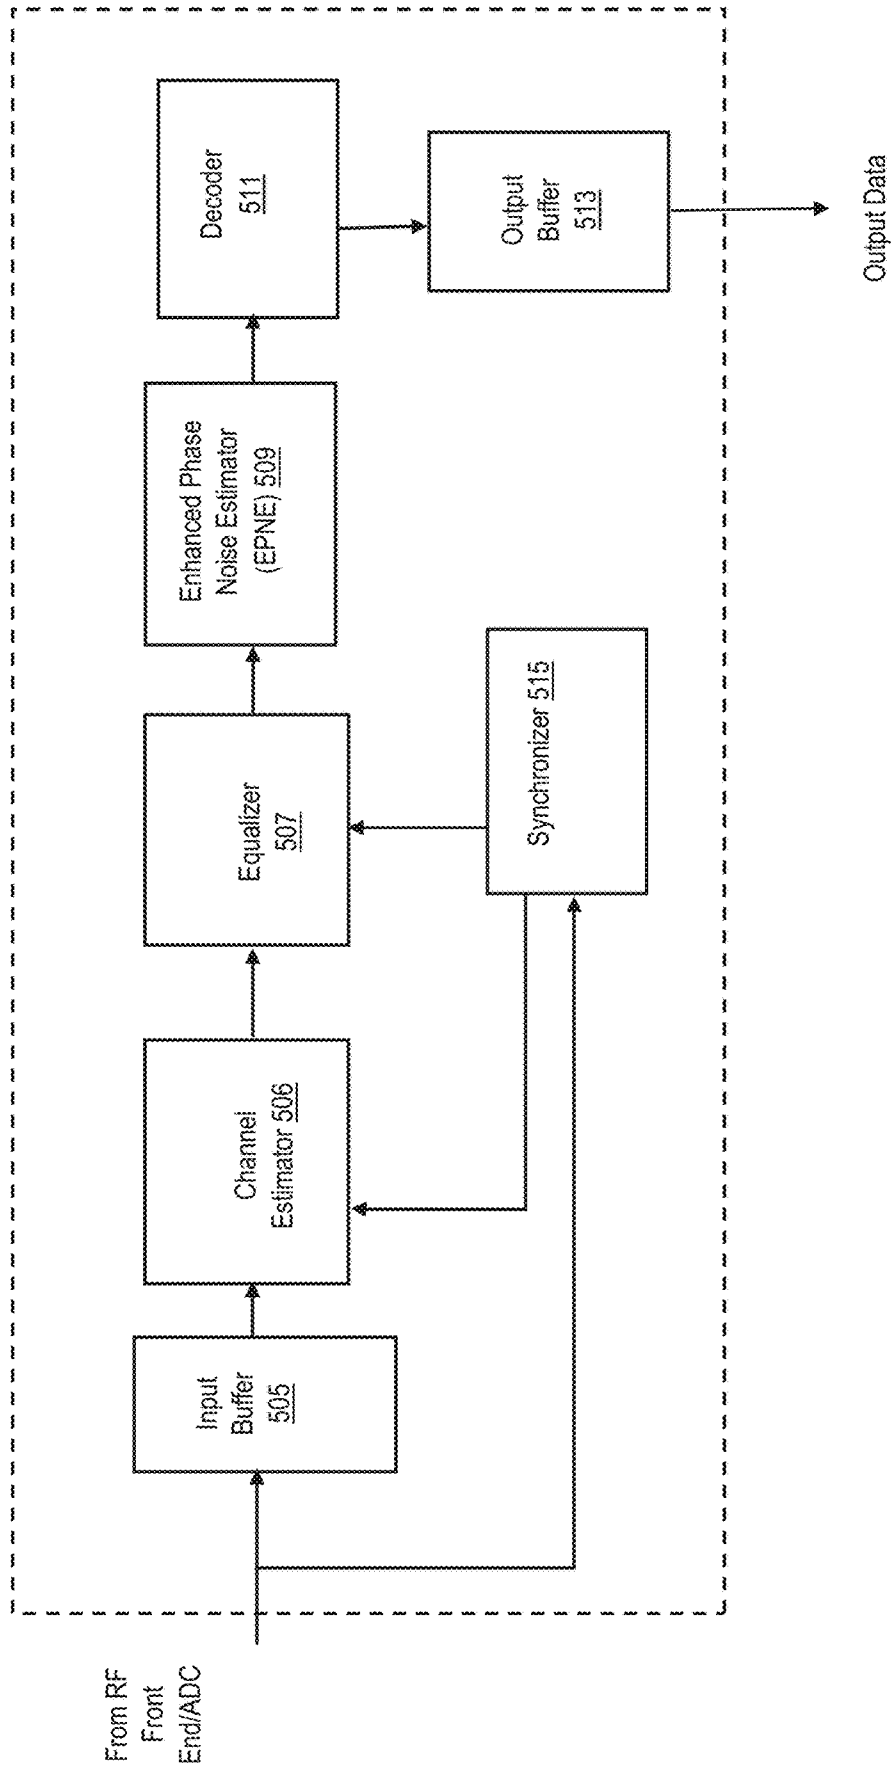 From RF
Front
End/ADC
Input
Buffer
505
Channel
Estimator 506
Equalizer
507
Enhanced Phase
Noise Estimator
(EPNE) 509
Decoder
511
Synchronizer 515
Output
Buffer
513
Output Data